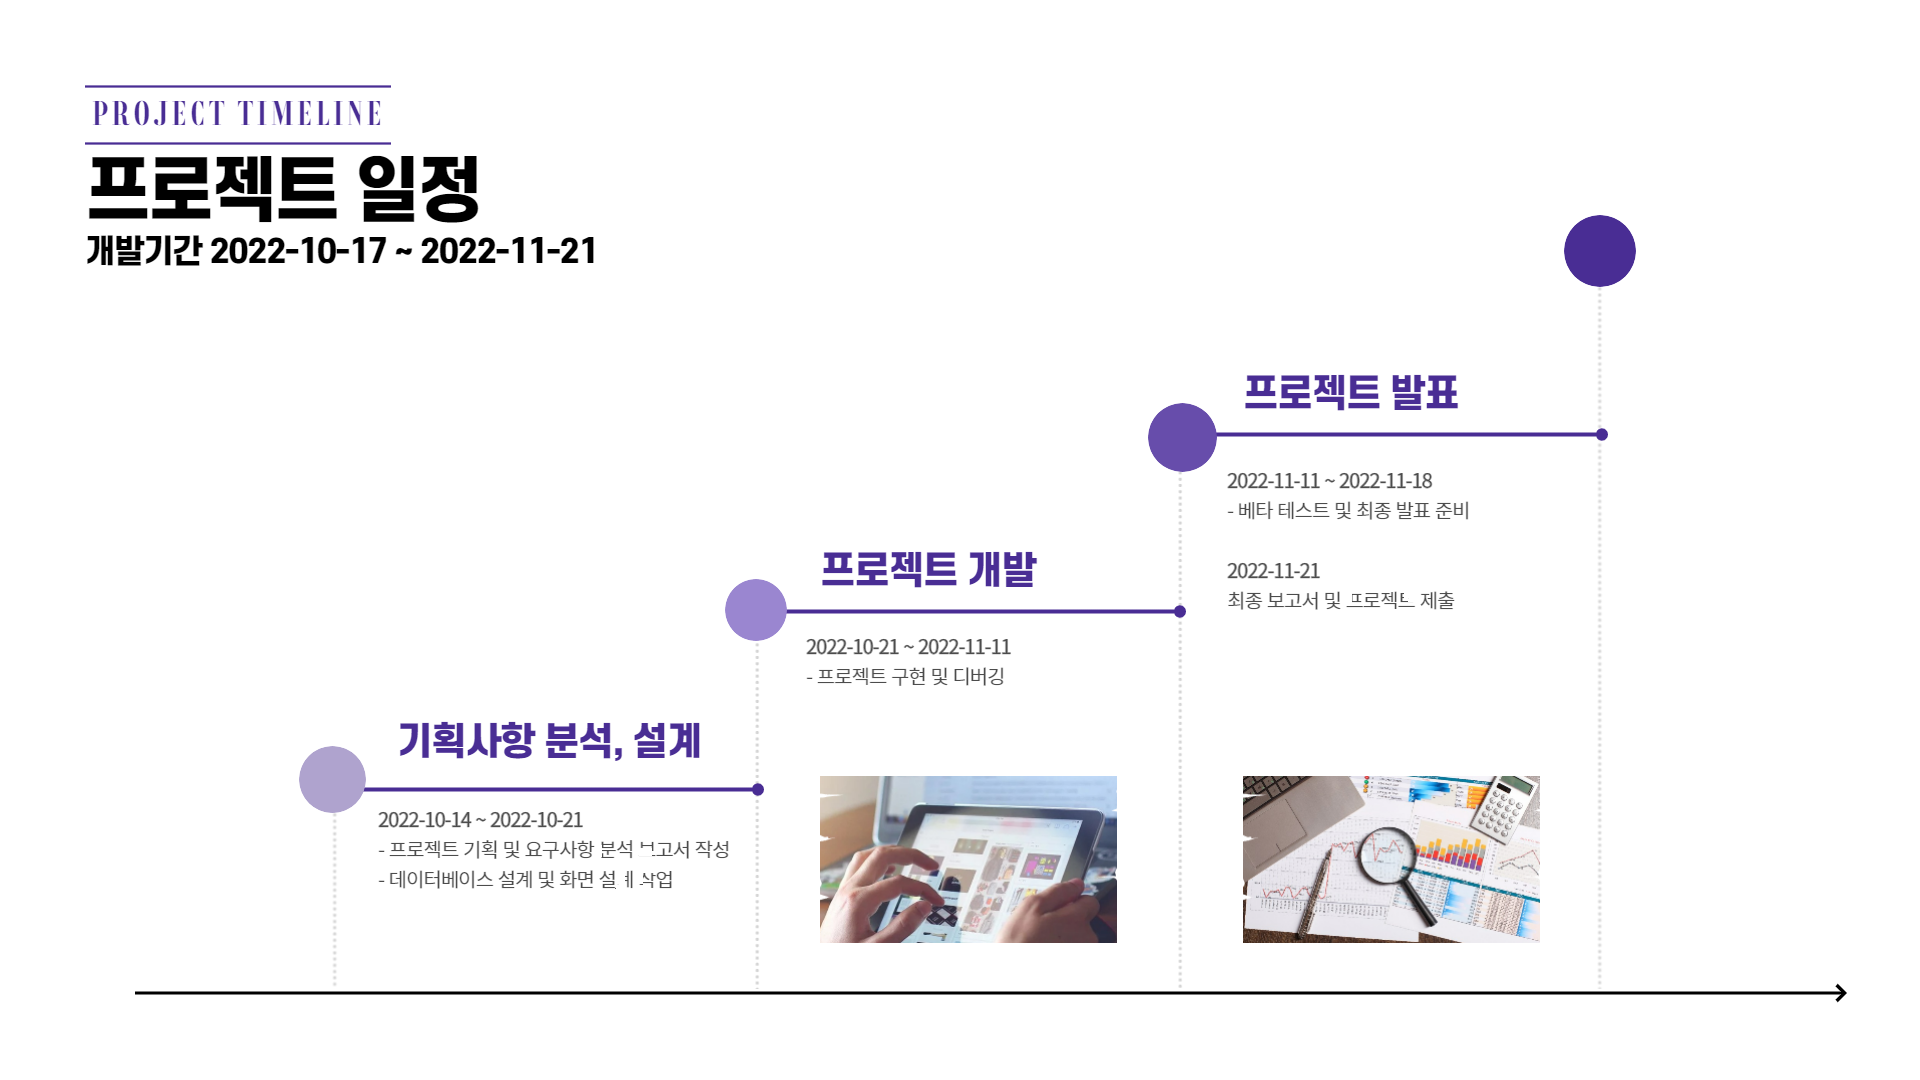 PROJECT TIMELINE
프로젝트 일정
개발기간 2022-10-17 ~ 2022-11-21
프로젝트 발표
2022-11-11 ~ 2022-11-18
- 베타 테스트 및 최종 발표 준비
2022-11-21
최종 보고서 및 프로젝트 제출
프로젝트 개발
2022-10-21 ~ 2022-11-11
- 프로젝트 구현 및 디버깅
기획사항 분석, 설계
2022-10-14 ~ 2022-10-21
- 프로젝트 기획 및 요구사항 분석 보고서 작성
- 데이터베이스 설계 및 화면 설계 작업